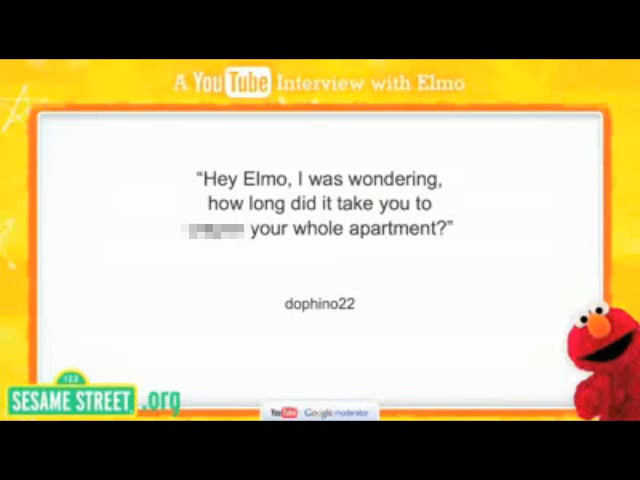 A YouTube Interview with Elmo
“Hey Elmo, I was wondering,
how long did it take you to
your whole apartment?”
dophino22
123
SESAME STREET.org
YouTube Google moderator